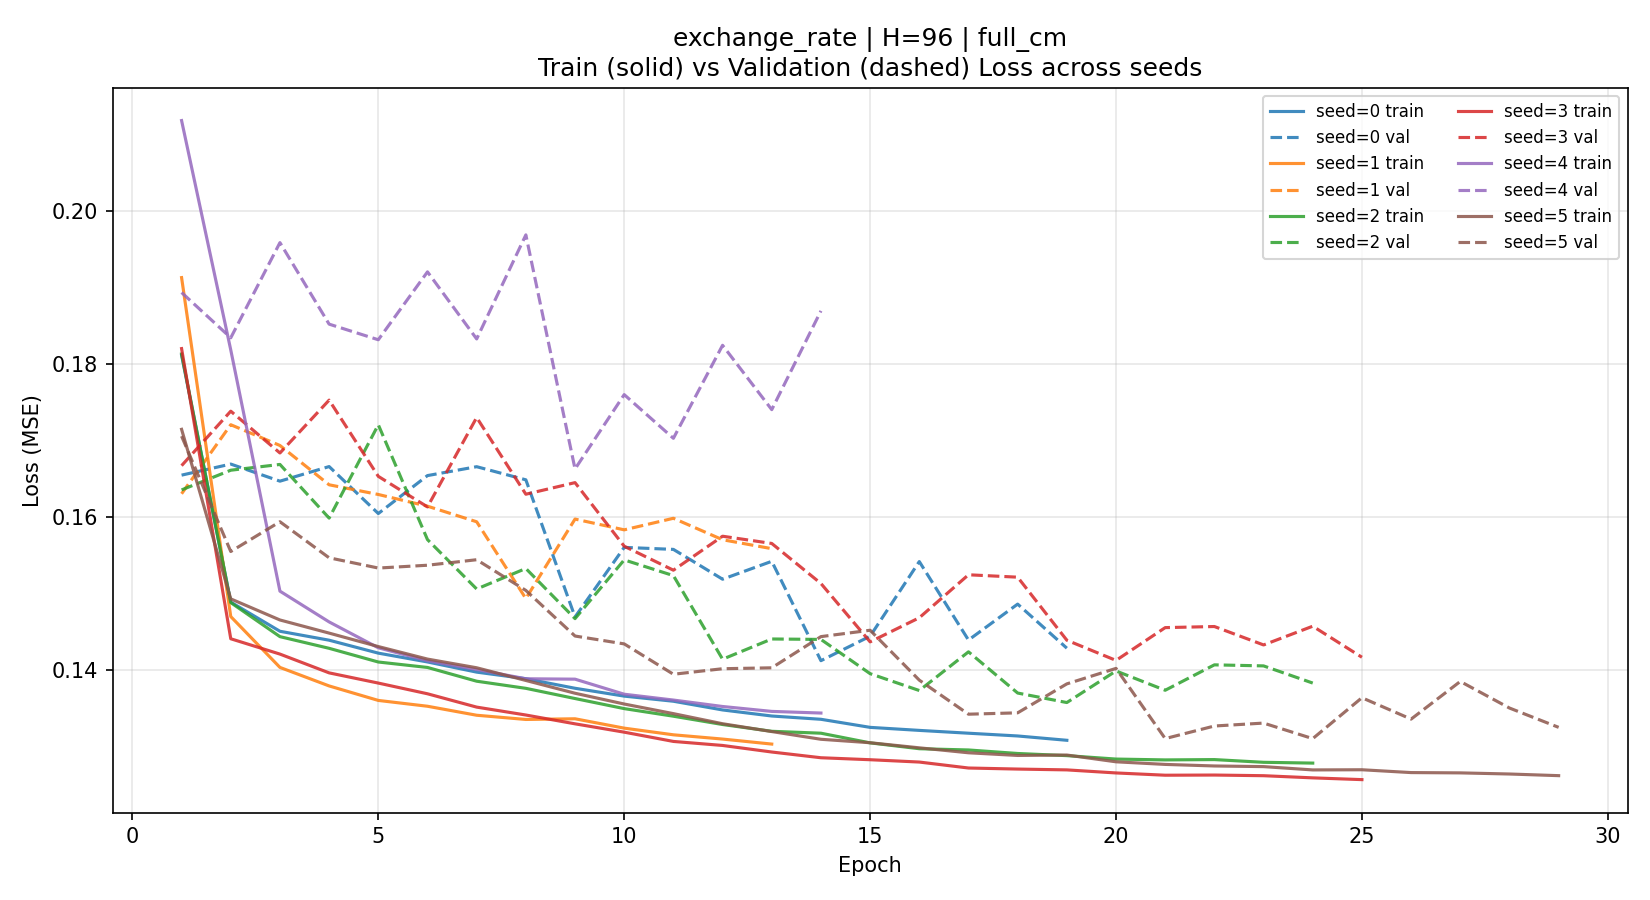 exchange_rate | H=96 | full_cm
Train (solid) vs Validation (dashed) Loss across seeds
Loss (MSE)
0.20
0.18
0.16
0.14
0
5
10
15
20
25
30
Epoch
seed=0 train
seed=0 val
seed=1 train
seed=1 val
seed=2 train
seed=2 val
seed=3 train
seed=3 val
seed=4 train
seed=4 val
seed=5 train
seed=5 val